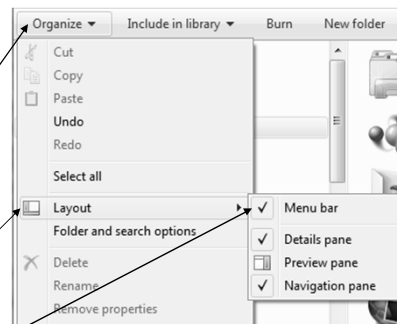 Organize Include in library Burn New folder
Cut
Copy
Paste
Undo
Redo
Select all
Layout
Menu bar
Folder and search options
Details pane
Delete
Preview pane
Rename
Navigation pane
Remove properties